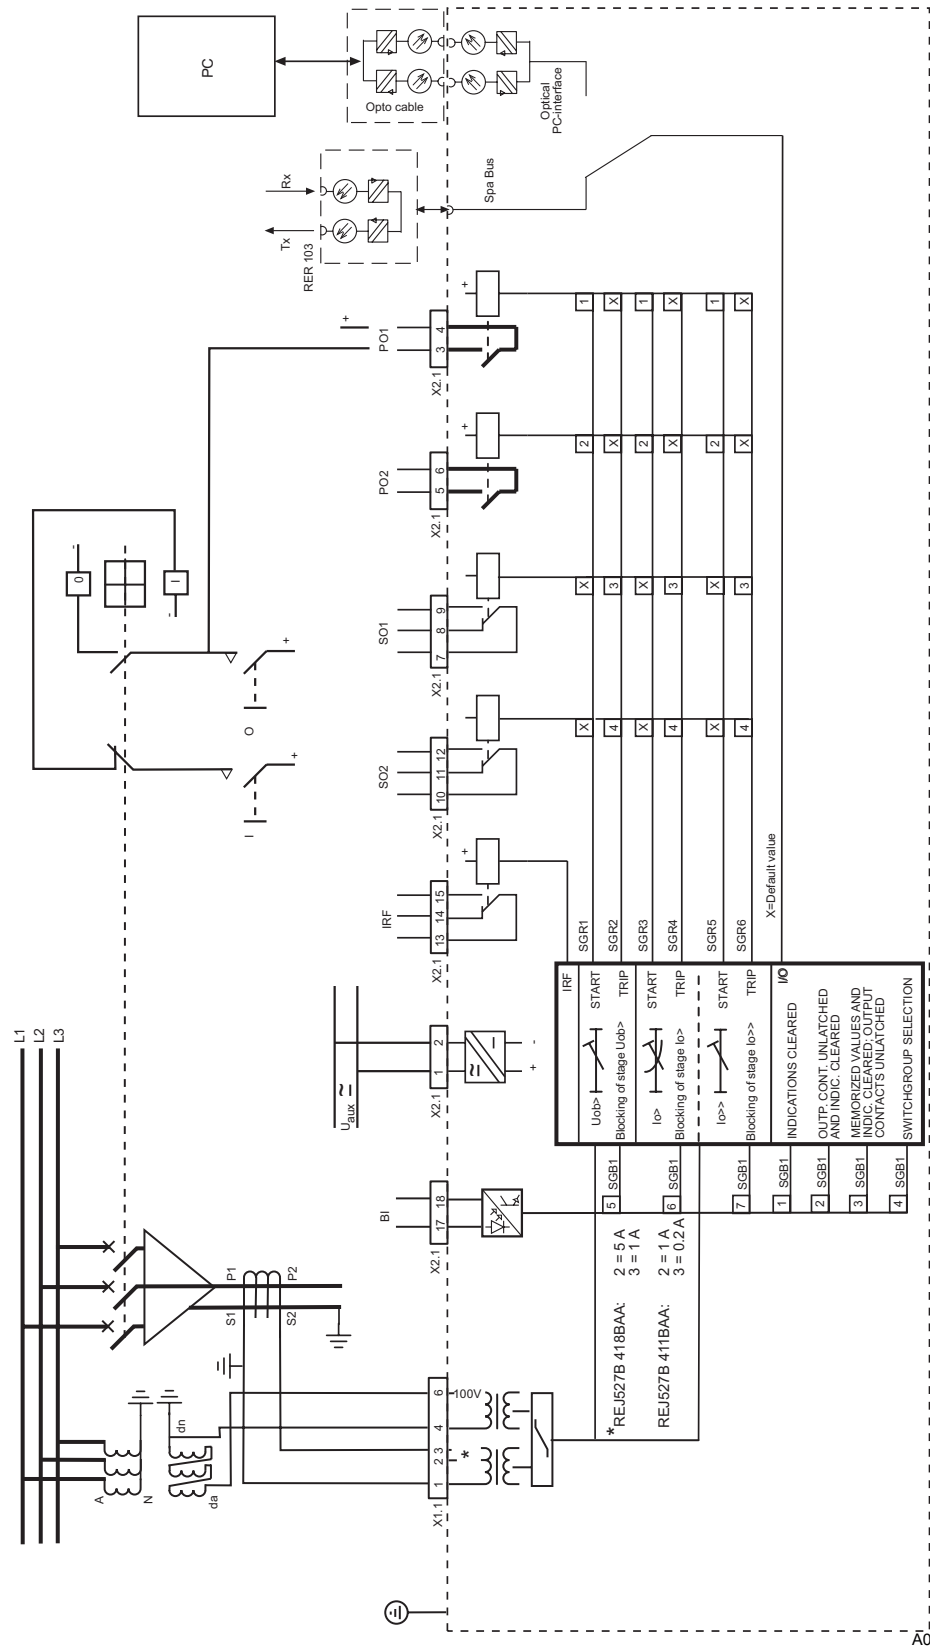 PC
Opto cable
Optical
PC-interface
Rx
Tx
RER 103
Spa Bus
+
PO1
X2.1
3 4
+
1 X 1 X 1 X
PO2
X2.1
5 6
+
2 X 2 X 2 X
-
0
I
-
+
O
+
I
SO1
X2.1
7 8 9
X 3 X 3 X 3
SO2
X2.1
10 11 12
X 4 X 4 X 4
IRF
X2.1
13 14 15
+
X=Default value
SGR1
SGR2
SGR3
SGR4
SGR5
SGR6
IRF
START
Uob>
TRIP
Blocking of stage Uob>
START
Io>
TRIP
Blocking of stage Io>
START
Io>>
TRIP
Blocking of stage Io>>
I/O
INDICATIONS CLEARED
OUTP. CONT. UNLATCHED
AND INDIC. CLEARED
MEMORIZED VALUES AND
INDIC. CLEARED; OUTPUT
CONTACTS UNLATCHED
SWITCHGROUP SELECTION
L1
L2
L3
Uaux
X2.1
1 2
+ -
BI
X2.1
17 18
5 SGB1
6 SGB1
7 SGB1
1 SGB1
2 SGB1
3 SGB1
4 SGB1
P1
P2
S1
S2
A
N
da
dn
X1.1
1 2 3 4 6
*
100V
* REJ527B 418BAA: 2 = 5 A
3 = 1 A
REJ527B 411BAA: 2 = 1 A
3 = 0.2 A